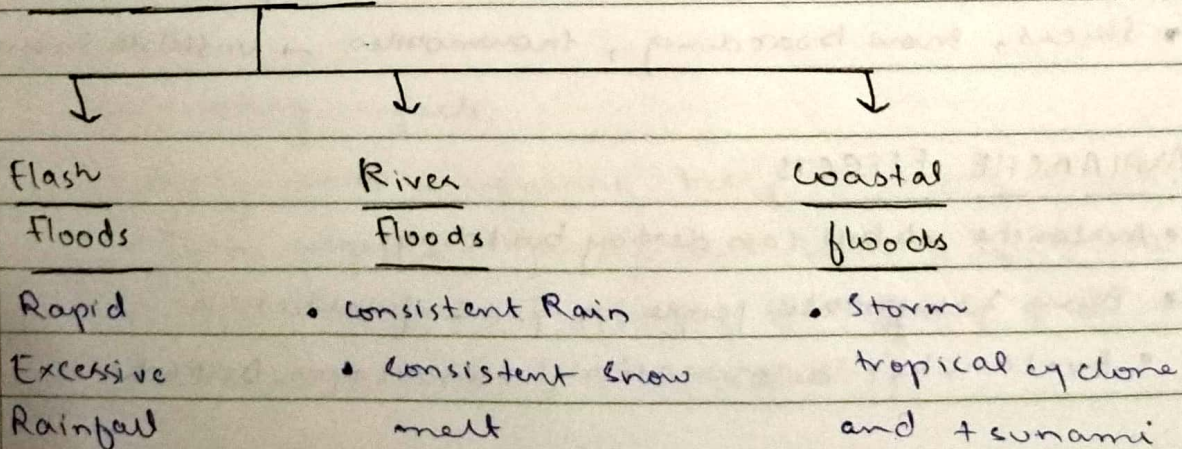 Flash
Floods
Rapid
Excessive
Rainfall
River
floods
• consistent Rain
• consistent snow
melt
coastal
floods
• Storm
tropical cyclone
and tsunami